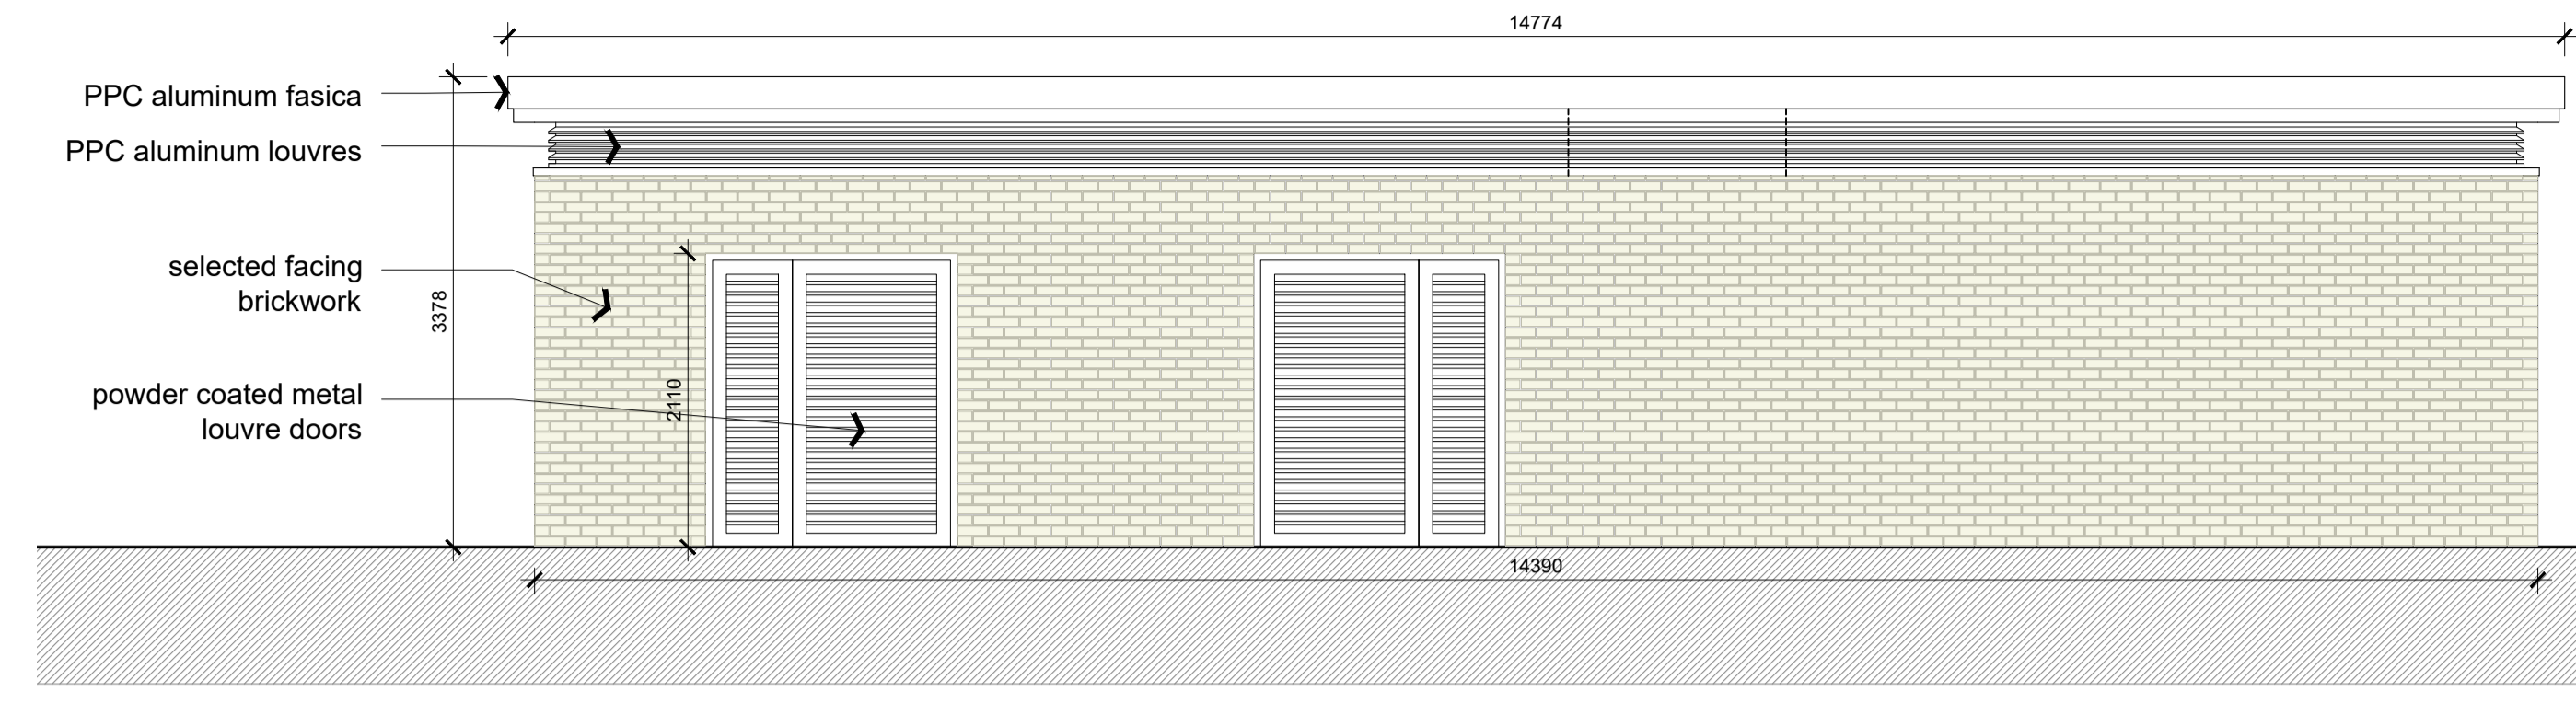 14774
PPC aluminum fasica
PPC aluminum louvres
selected facing
brickwork
3378
powder coated metal
louvre doors
2110
14390